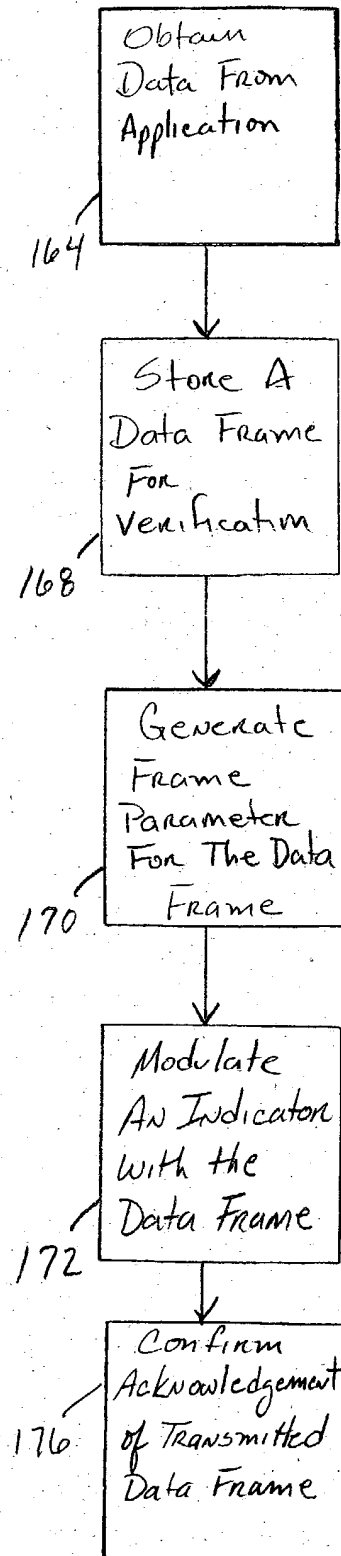 Obtain
Data From
Application
164
Store A
Data Frame
For
Verification
168
Generate
Frame
Parameter
For The Data
Frame
170
Modulate
An Indicator
With the
Data Frame
172
Confirm
Acknowledgement
of Transmitted
Data Frame
176